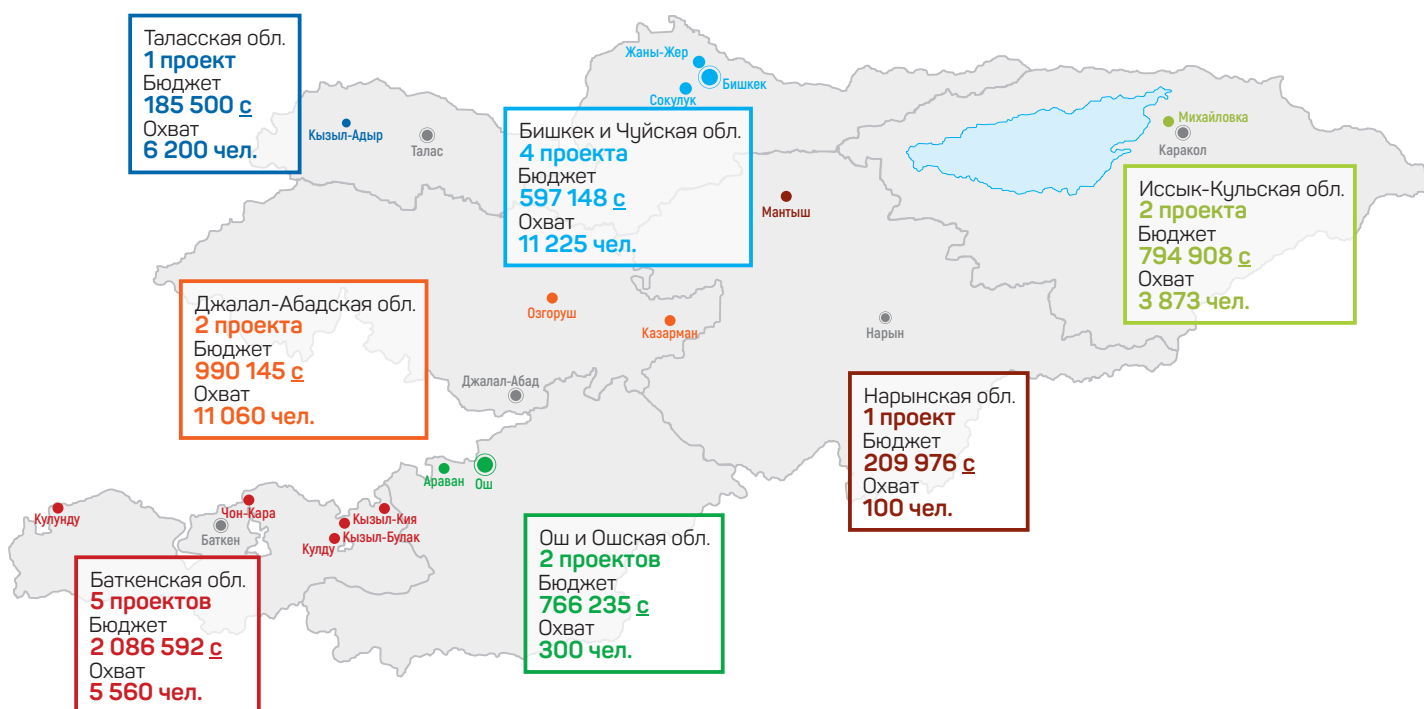 Таласская обл.
1 проект
Бюджет
185 500 с
Охват
6 200 чел.
Жаны-Жер
Бишкек
Сокулук
Кызыл-Адыр
Талас
Бишкек и Чуйская обл.
4 проекта
Бюджет
597 148 с
Охват
11 225 чел.
Михайловка
Каракол
Иссык-Кульская обл.
2 проекта
Бюджет
794 908 с
Охват
3 873 чел.
Мантыш
Джалал-Абадская обл.
2 проекта
Бюджет
990 145 с
Охват
11 060 чел.
Озгоруш
Казарман
Нарын
Джалал-Абад
Нарынская обл.
1 проект
Бюджет
209 976 с
Охват
100 чел.
Араван
Ош
Кулунду
Чон-Кара
Баткен
Кызыл-Кия
Кызыл-Булак
Кулду
Ош и Ошская обл.
2 проектов
Бюджет
766 235 с
Охват
300 чел.
Баткенская обл.
5 проектов
Бюджет
2 086 592 с
Охват
5 560 чел.